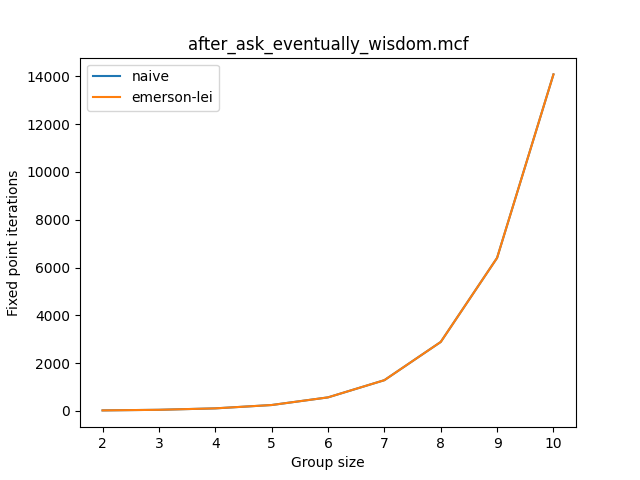 after_ask_eventually_wisdom.mcf
naive
emerson-lei
Fixed point iterations
14000
12000
10000
8000
6000
4000
2000
0
2 3 4 5 6 7 8 9 10
Group size